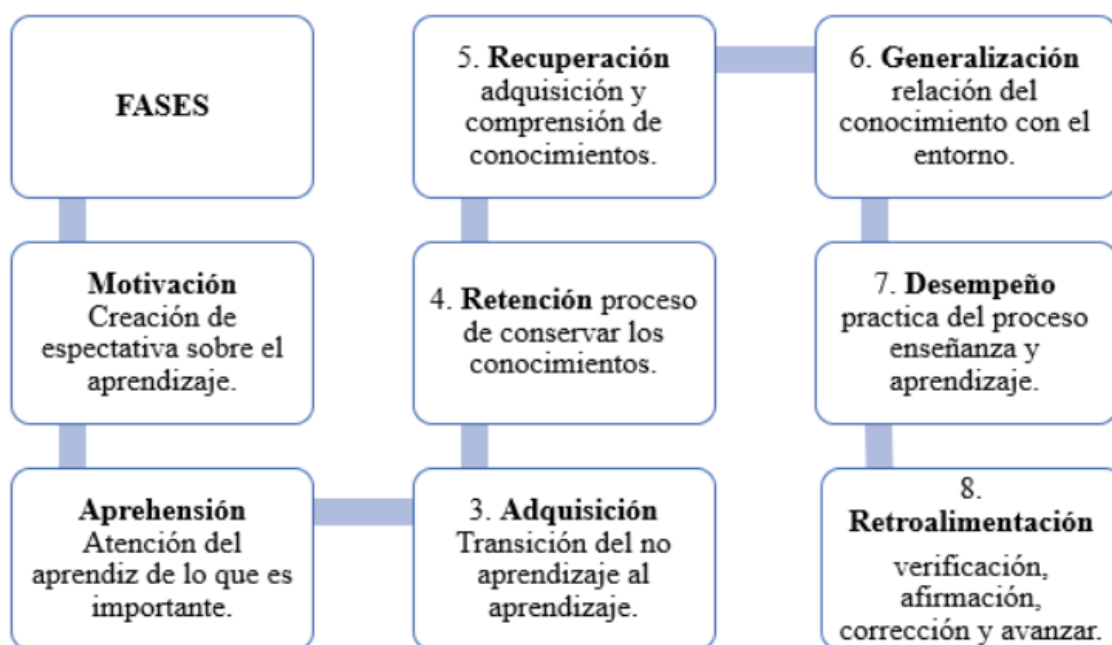 FASES
Motivación
Creación de
espectativa sobre el
aprendizaje.
Aprehensión
Atención del
aprendiz de lo que es
importante.
3. Adquisición
Transición del no
aprendizaje al
aprendizaje.
4. Retención proceso
de conservar los
conocimientos.
5. Recuperación
adquisición y
comprensión de
conocimientos.
6. Generalización
relación del
conocimiento con el
entorno.
7. Desempeño
practica del proceso
enseñanza y
aprendizaje.
8.
Retroalimentación
verificación,
afirmación,
corrección y avanzar.